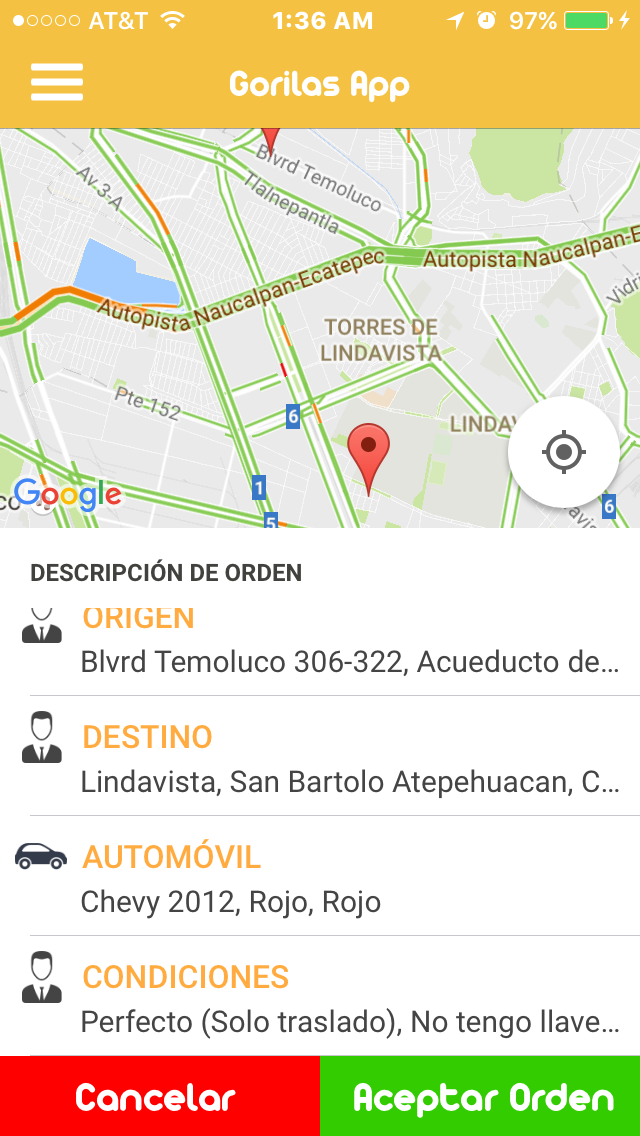 AT&T 1:36 AM 97%
Gorilas App
Blvrd Temoluco
Av.3-A
Tlalnepantla
Autopista Naucalpan-E
Autopista Naucalpan-Ecatepec
Vidri
TORRES DE
LINDAVISTA
Pte 152
6
LINDAV
1
Google
co
6
5
avis
DESCRIPCIÓN DE ORDEN
ORIGEN
Blvrd Temoluco 306-322, Acueducto de...
DESTINO
Lindavista, San Bartolo Atepehuacan, C...
AUTOMÓVIL
Chevy 2012, Rojo, Rojo
CONDICIONES
Perfecto (Solo traslado), No tengo llave...
Cancelar Aceptar Orden